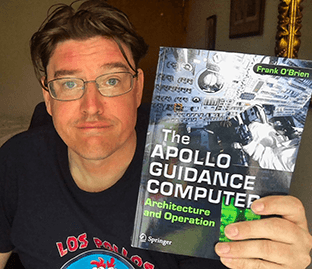 Frank O'Brien
The
APOLLO
GUIDANCE
COMPUTER
Architecture
and Operation
Springer
LOS POLLOS